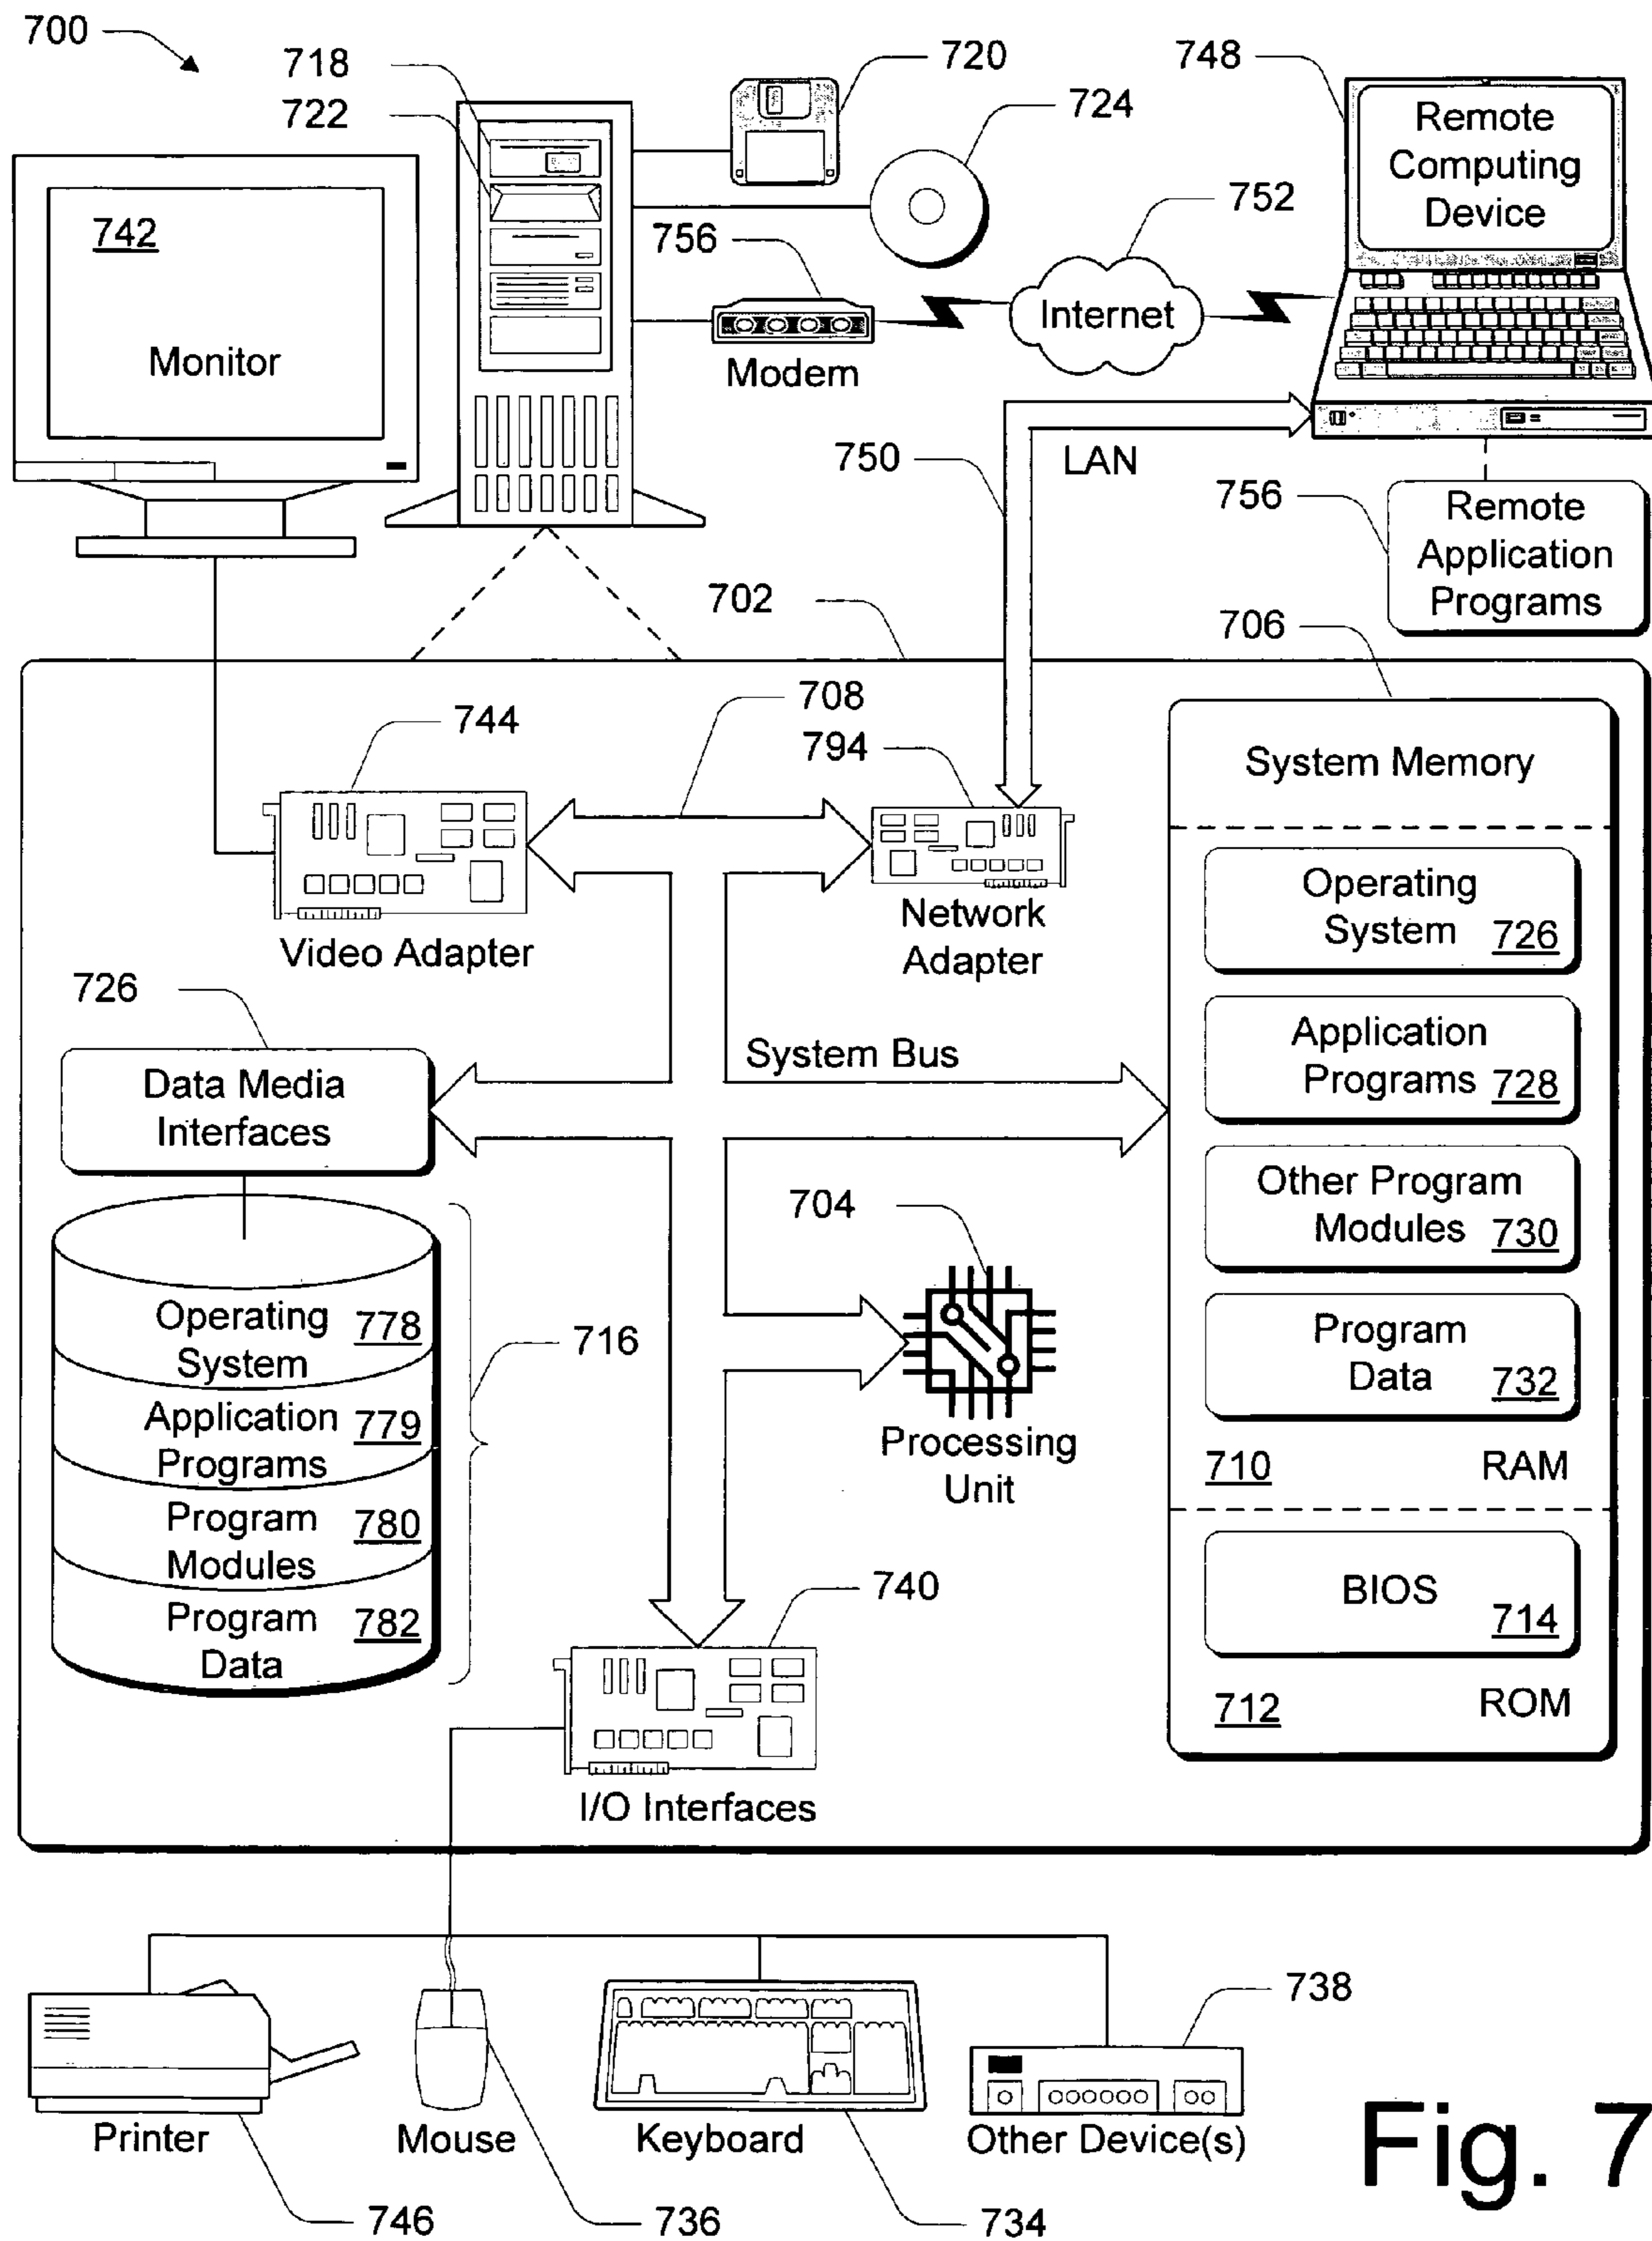 700
718
722
720
724
748
Remote
Computing
Device
742
Monitor
756
Modem
752
Internet
750
LAN
756
Remote
Application
Programs
702
706
708
744
794
Video Adapter
Network
Adapter
System Memory
Operating
System 726
Application
Programs 728
Other Program
Modules 730
Program
Data 732
710 RAM
BIOS
714
712 ROM
726
Data Media
Interfaces
System Bus
704
Processing
Unit
Operating
System 778
Application
Programs 779
Program
Modules 780
Program
Data 782
716
740
I/O Interfaces
738
Printer
Mouse
Keyboard
Other Device(s)
746
736
734
Fig. 7